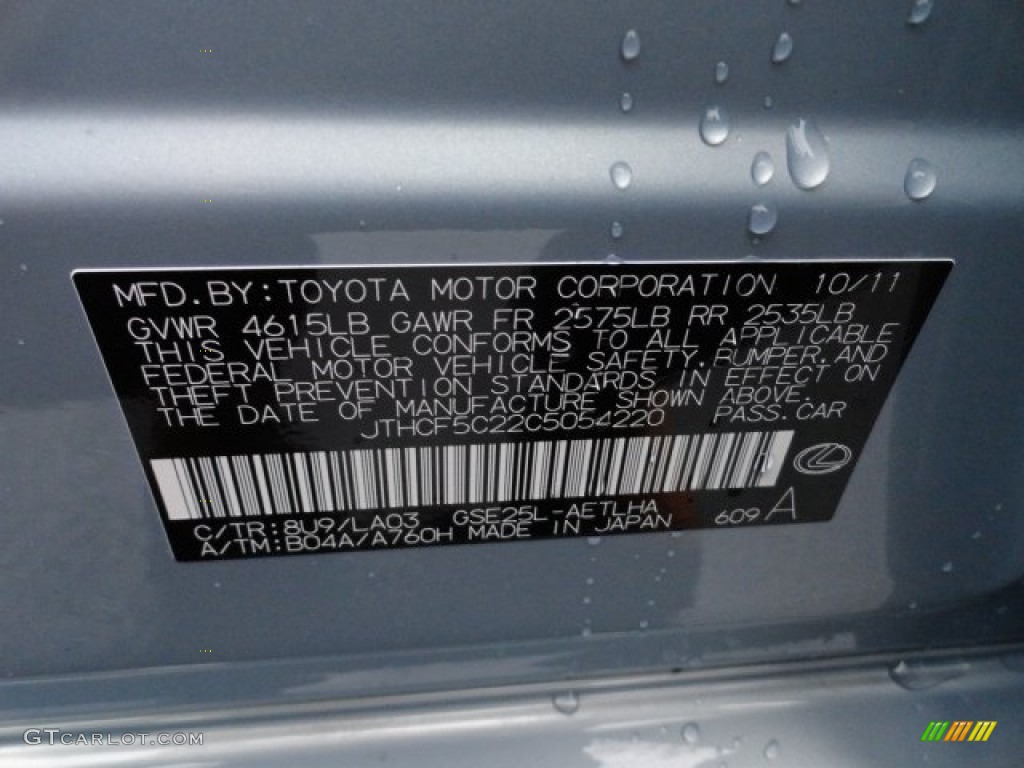 MFD. BY: TOYOTA MOTOR CORPORATION 10/11
GVWR 4615LB GAWR FR 2575LB RR 2535LB
THIS VEHICLE CONFORMS TO ALL APPLICABLE
FEDERAL MOTOR VEHICLE SAFETY, BUMPER, AND
THEFT PREVENTION STANDARDS IN EFFECT ON
THE DATE OF MANUFACTURE SHOWN ABOVE.
JTHCF5C22C5054220 PASS. CAR
C/TR: 8U9/LA03 GSE25L-AETLHA 609 A
A/TM: B04A/A760H MADE IN JAPAN
GTCARLOT.COM